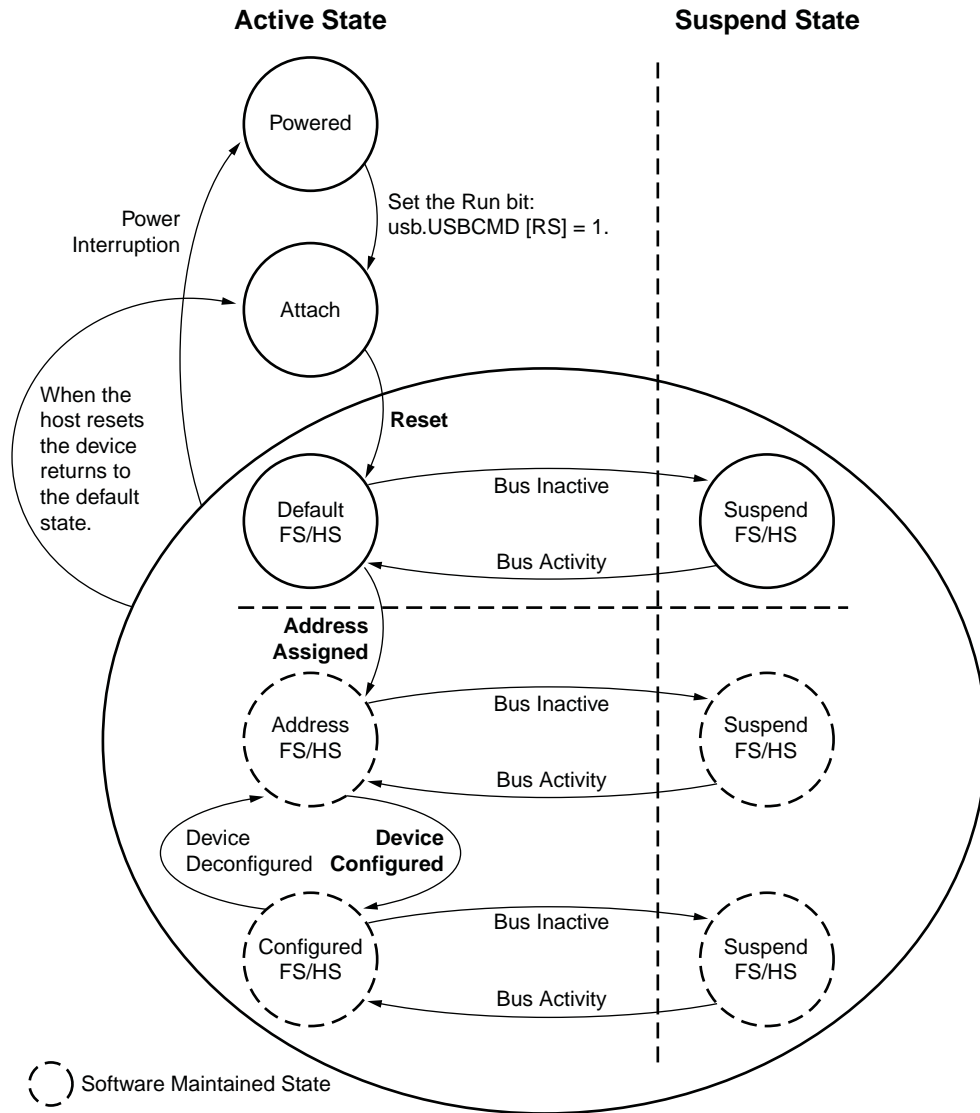 Active State
Suspend State
Powered
Set the Run bit:
usb.USBCMD [RS] = 1.
Power
Interruption
Attach
When the
host resets
the device
returns to
the default
state.
Reset
Default
FS/HS
Bus Inactive
Bus Activity
Suspend
FS/HS
Address
Assigned
Address
FS/HS
Bus Inactive
Bus Activity
Suspend
FS/HS
Device
Deconfigured
Device
Configured
Configured
FS/HS
Bus Inactive
Bus Activity
Suspend
FS/HS
Software Maintained State